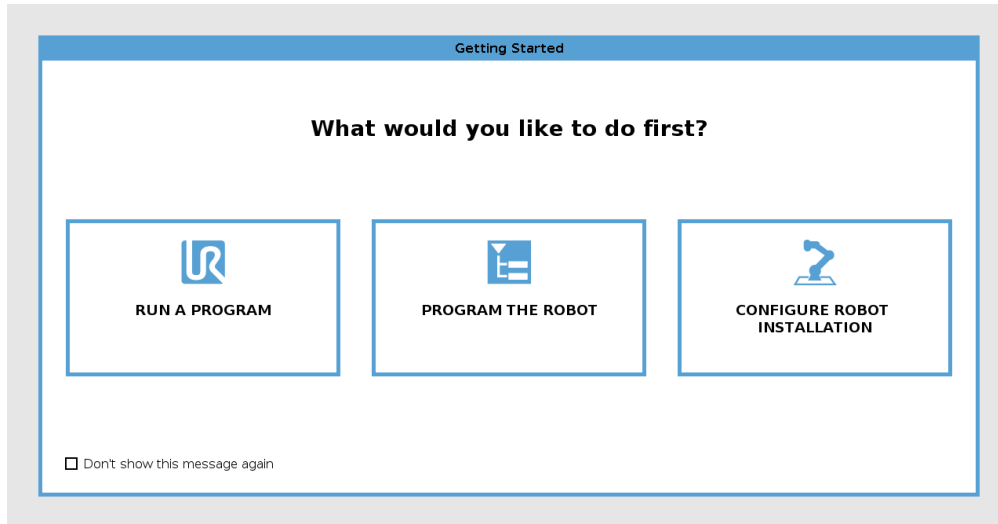 Getting Started
What would you like to do first?
UR
RUN A PROGRAM
PROGRAM THE ROBOT
CONFIGURE ROBOT
INSTALLATION
Don't show this message again